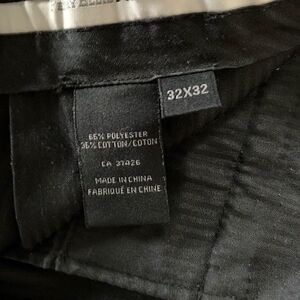 32X32
65% POLYESTER
35% COTTON/COTON
CA 37426
MADE IN CHINA
FABRIQUÉ EN CHINE